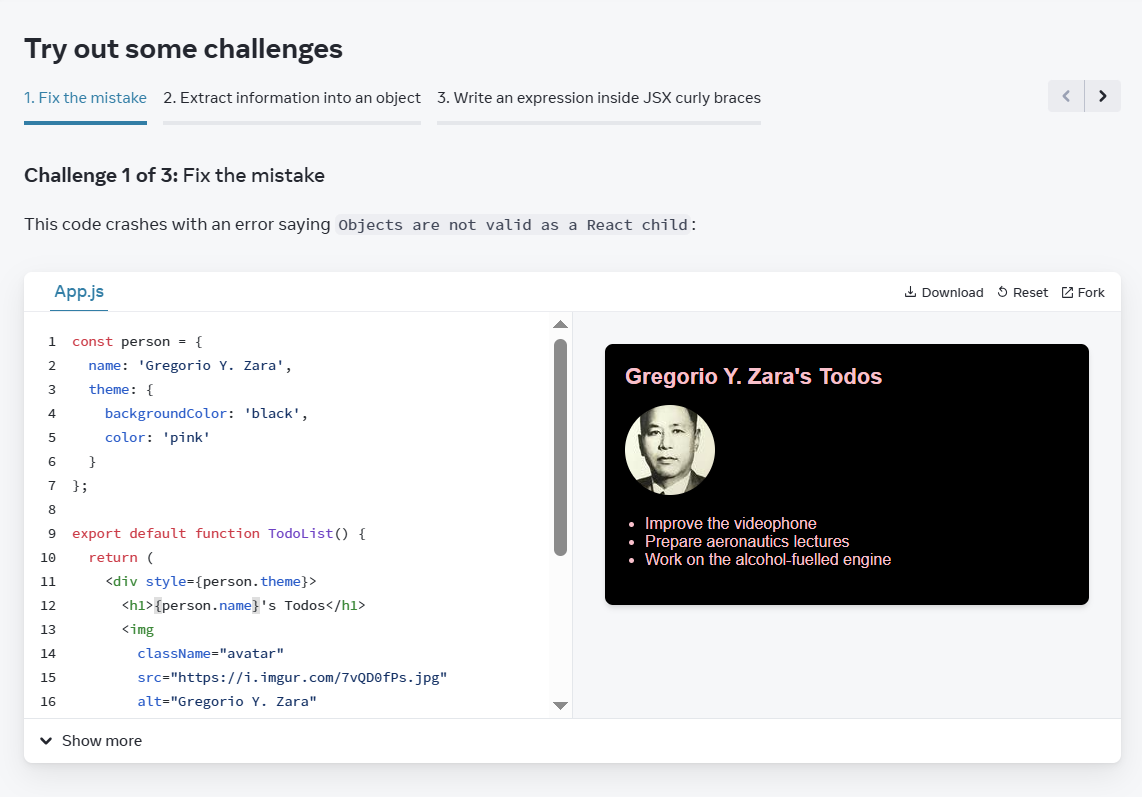 Try out some challenges
1. Fix the mistake 2. Extract information into an object 3. Write an expression inside JSX curly braces
Challenge 1 of 3: Fix the mistake
This code crashes with an error saying Objects are not valid as a React child:
App.js
Download Reset Fork
1 const person = {
2   name: 'Gregorio Y. Zara',
3   theme: {
4     backgroundColor: 'black',
5     color: 'pink'
6   }
7 };
8
9 export default function TodoList() {
10   return (
11     <div style={person.theme}>
12       <h1>{person.name}'s Todos</h1>
13       <img
14         className="avatar"
15         src="https://i.imgur.com/7vQD0fPs.jpg"
16         alt="Gregorio Y. Zara"
Gregorio Y. Zara's Todos
• Improve the videophone
• Prepare aeronautics lectures
• Work on the alcohol-fuelled engine
Show more